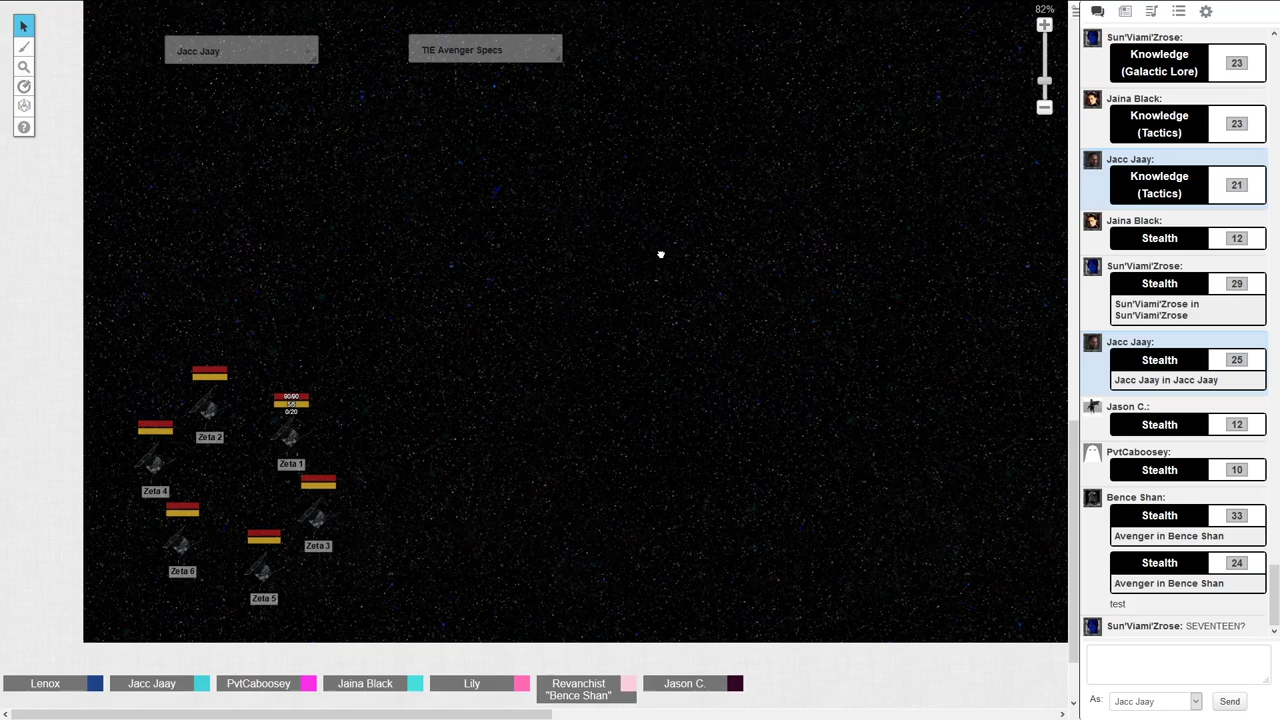 82%
Jacc Jaay
TIE Avenger Specs
90/90
0/20
Zeta 2
Zeta 1
Zeta 4
Zeta 3
Zeta 6
Zeta 5
Lenox
Jacc Jaay
PvtCaboosey
Jaina Black
Lily
Revanchist
"Bence Shan"
Jason C.
Sun'Viami'Zrose:
Knowledge
(Galactic Lore)
23
Jaina Black:
Knowledge
(Tactics)
23
Jacc Jaay:
Knowledge
(Tactics)
21
Jaina Black:
Stealth
12
Sun'Viami'Zrose:
Stealth
29
Sun'Viami'Zrose in
Sun'Viami'Zrose
Jacc Jaay:
Stealth
25
Jacc Jaay in Jacc Jaay
Jason C.:
Stealth
12
PvtCaboosey:
Stealth
10
Bence Shan:
Stealth
33
Avenger in Bence Shan
Stealth
24
Avenger in Bence Shan
test
Sun'Viami'Zrose: SEVENTEEN?
As:
Jacc Jaay
Send